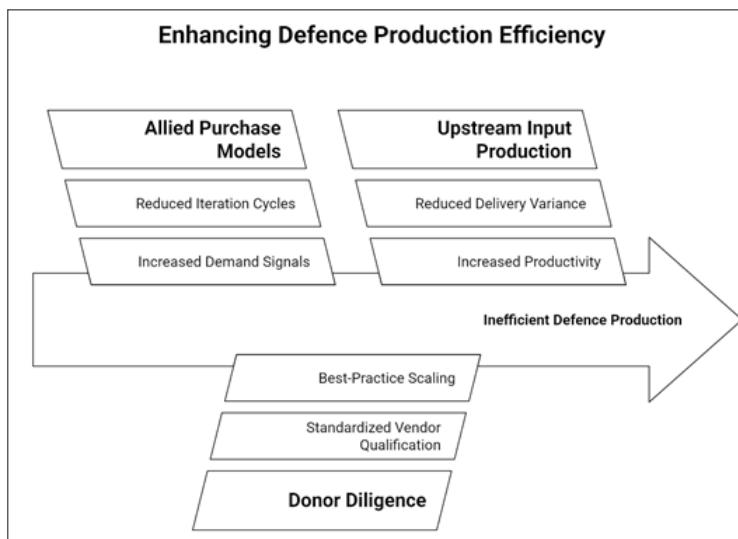 Enhancing Defence Production Efficiency
Allied Purchase
Models
Reduced Iteration Cycles
Increased Demand Signals
Upstream Input
Production
Reduced Delivery Variance
Increased Productivity
Inefficient Defence Production
Best-Practice Scaling
Standardized Vendor
Qualification
Donor Diligence